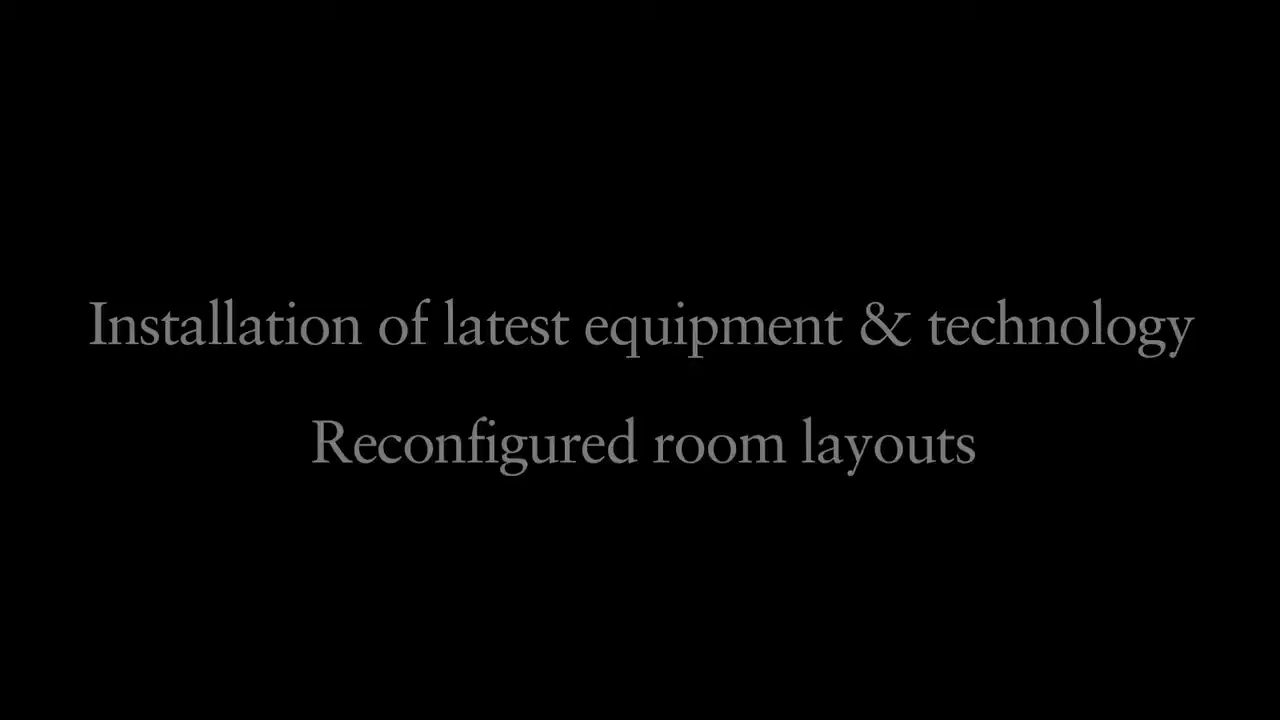 Installation of latest equipment & technology
Reconfigured room layouts